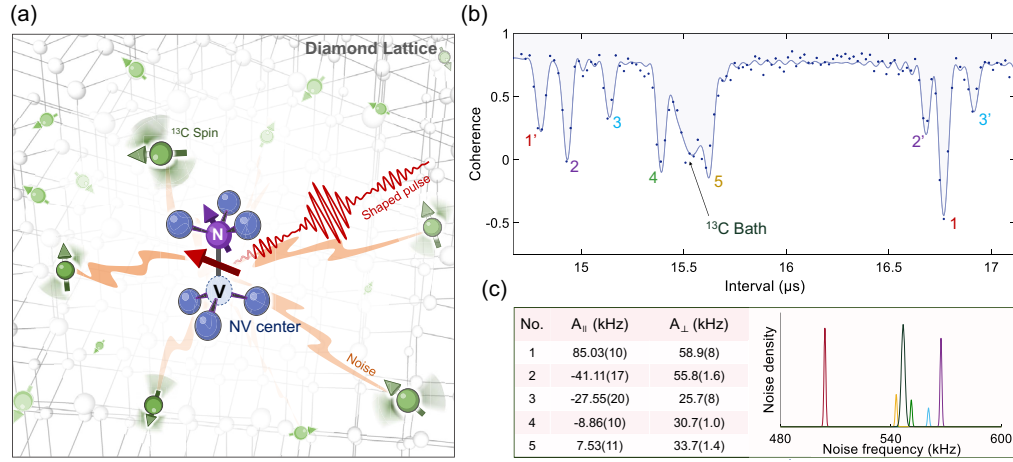 (a)
Diamond Lattice
¹³C Spin
Shaped pulse
N
V
NV center
Noise
(b)
1
0.5
0
-0.5
Coherence
1'
2
3
4
5
2'
1
3'
¹³C Bath
15
15.5
16
16.5
17
Interval (μs)
(c)
No. A∥ (kHz) A⊥ (kHz)
1 85.03(10) 58.9(8)
2 -41.11(17) 55.8(1.6)
3 -27.55(20) 25.7(8)
4 -8.86(10) 30.7(1.0)
5 7.53(11) 33.7(1.4)
Noise density
480
540
600
Noise frequency (kHz)